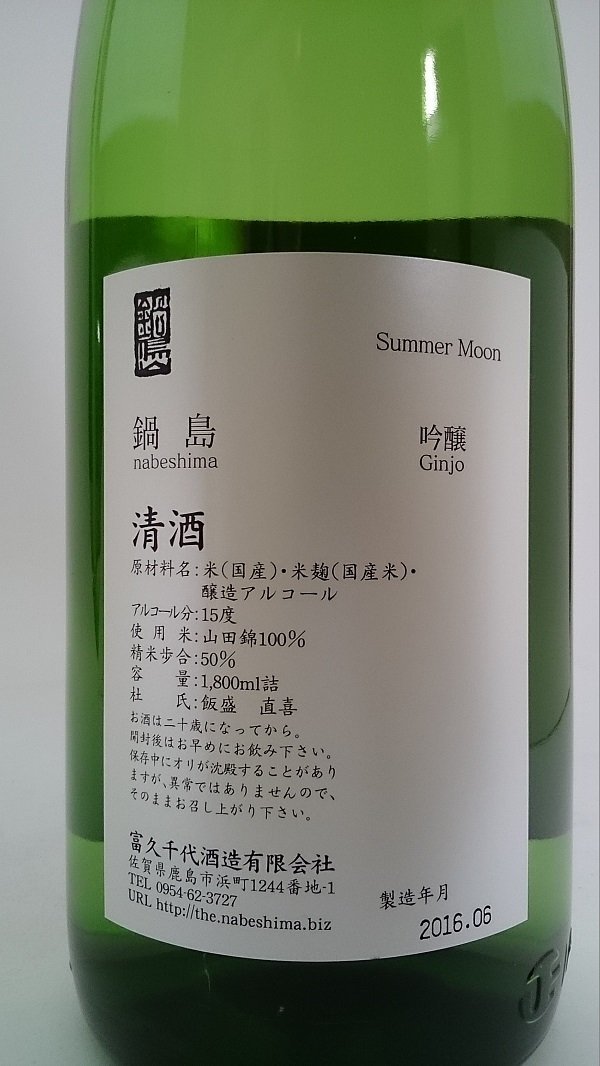 鍋島
Summer Moon
鍋島
nabeshima
吟醸
Ginjo
清酒
原材料名:米(国産)・米麹(国産米)・
醸造アルコール
アルコール分:15度
使用米:山田錦100%
精米歩合:50%
容量:1,800ml詰
杜氏:飯盛 直喜
お酒は二十歳になってから。
開封後はお早めにお飲み下さい。
保存中にオリが沈殿することがあり
ますが、異常ではありませんので、
そのままお召し上がり下さい。
富久千代酒造有限会社
佐賀県鹿島市浜町1244番地-1
TEL 0954-62-3727
URL http://the.nabeshima.biz
製造年月
2016.06